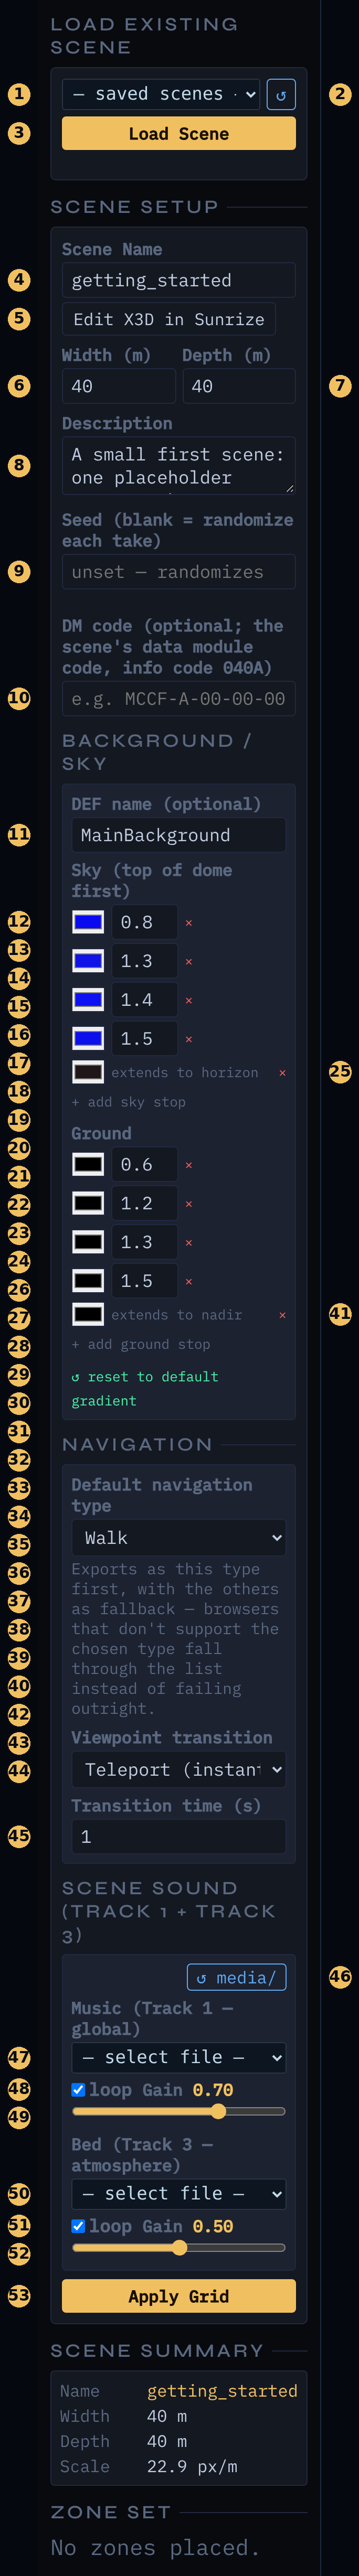 LOAD EXISTING
SCENE
1 — saved scenes · ↺ 2
3 Load Scene
SCENE SETUP
Scene Name
4 getting_started
5 Edit X3D in Sunrize
Width (m) Depth (m)
6 40 40 7
Description
8 A small first scene:
one placeholder
Seed (blank = randomize
each take)
9 unset — randomizes
DM code (optional; the
scene's data module
code, info code 040A)
10 e.g. MCCF-A-00-00-00
BACKGROUND /
SKY
DEF name (optional)
11 MainBackground
Sky (top of dome
first)
12 0.8 ×
13 1.3 ×
14
15 1.4 ×
16 1.5 ×
17 extends to horizon × 25
18 + add sky stop
19
20 Ground
21 0.6 ×
22 1.2 ×
23
24 1.3 ×
26 1.5 ×
27 extends to nadir × 41
28 + add ground stop
29 ↺ reset to default
30 gradient
31 NAVIGATION
32
33 Default navigation
34 type
35 Walk
36 Exports as this type
37 first, with the others
38 as fallback — browsers
that don't support the
39 chosen type fall
40 through the list
instead of failing
42 outright.
43 Viewpoint transition
44 Teleport (instant
Transition time (s)
45 1
SCENE SOUND
(TRACK 1 + TRACK
3)
↺ media/ 46
Music (Track 1 —
global)
47 — select file —
48 loop Gain 0.70
49
Bed (Track 3 —
atmosphere)
50 — select file —
51 loop Gain 0.50
52
53 Apply Grid
SCENE SUMMARY
Name getting_started
Width 40 m
Depth 40 m
Scale 22.9 px/m
ZONE SET
No zones placed.